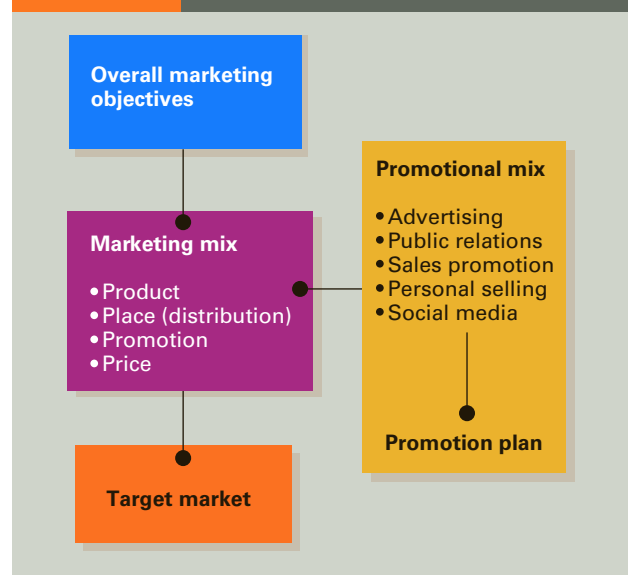 Overall marketing
objectives
Marketing mix
•Product
•Place (distribution)
•Promotion
•Price
Target market
Promotional mix
•Advertising
•Public relations
•Sales promotion
•Personal selling
•Social media
Promotion plan